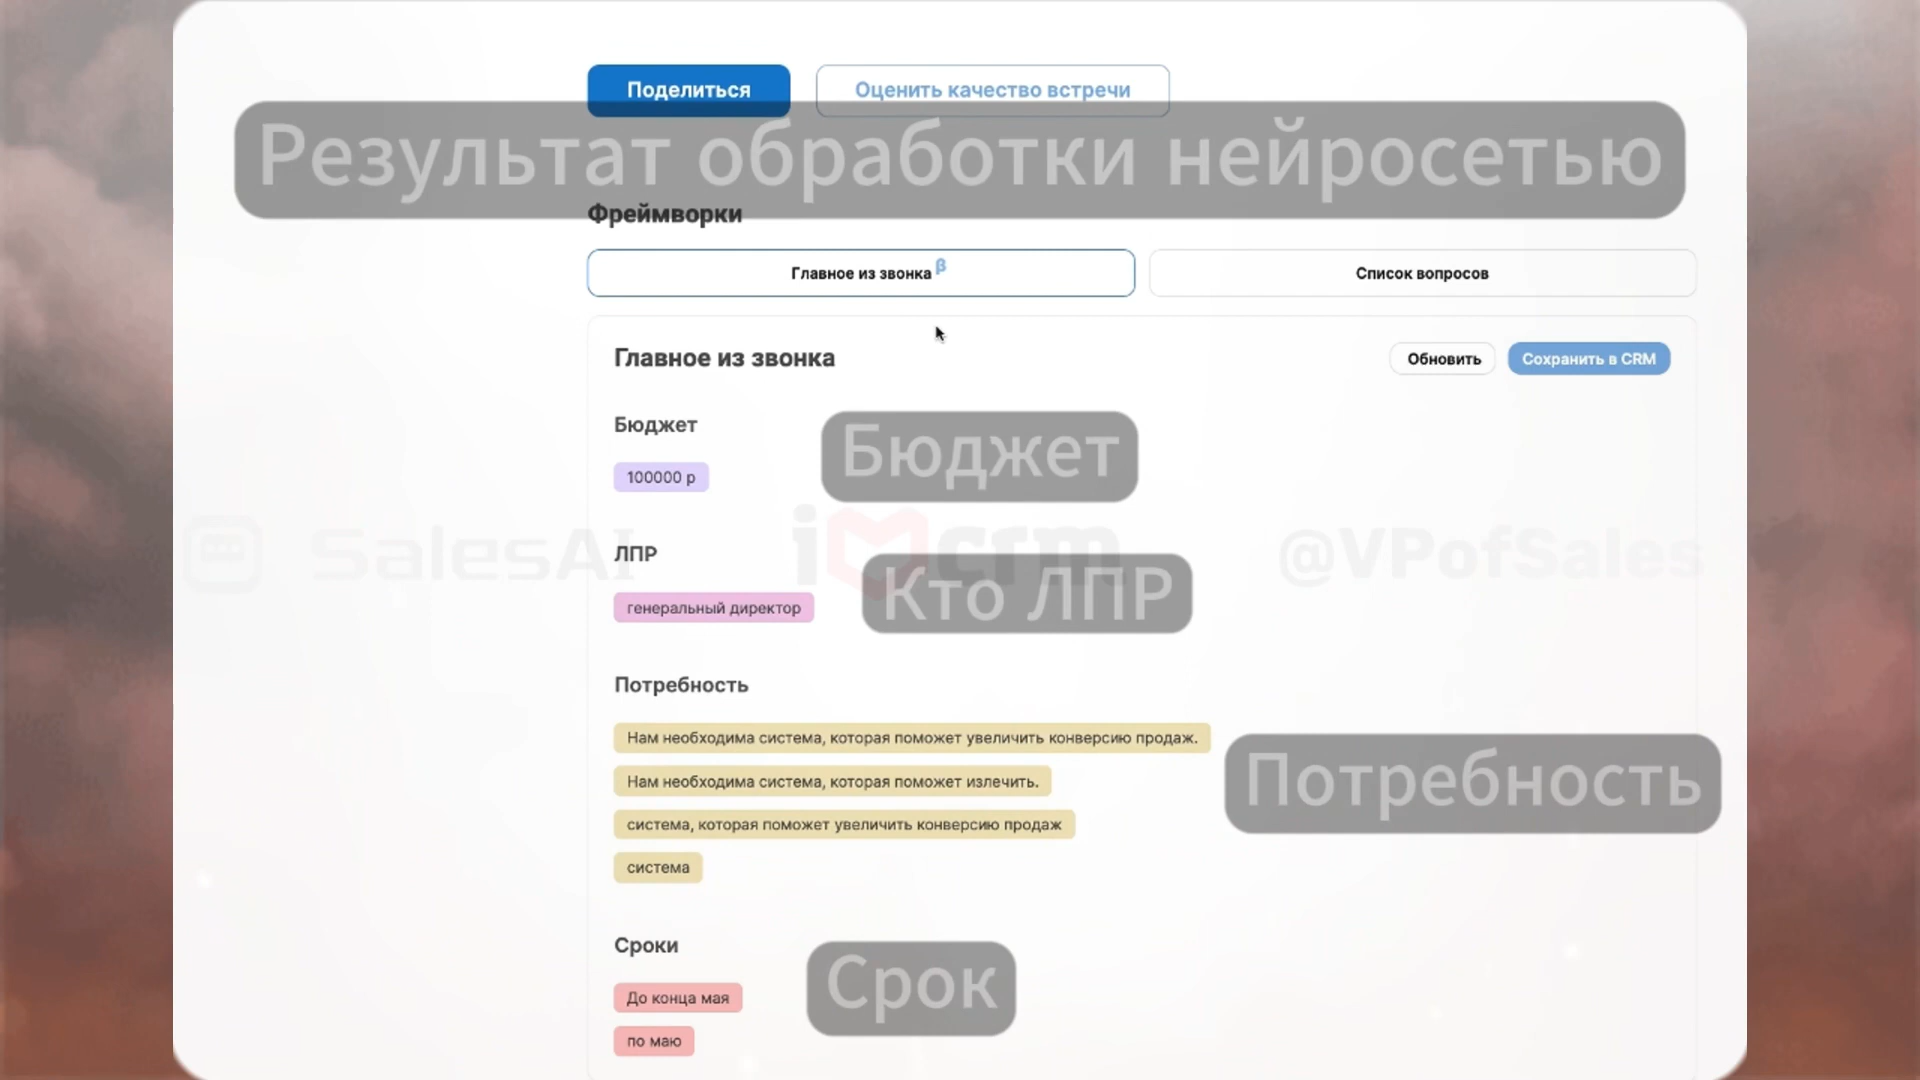 Поделиться
Оценить качество встречи
Результат обработки нейросетью
Фреймворки
Главное из звонка β
Список вопросов
Главное из звонка
Обновить
Сохранить в CRM
Бюджет
Бюджет
100000 р
SalesAI
imcrm
@VPofSales
ЛПР
Кто ЛПР
генеральный директор
Потребность
Нам необходима система, которая поможет увеличить конверсию продаж.
Потребность
Нам необходима система, которая поможет излечить.
система, которая поможет увеличить конверсию продаж
система
Сроки
Срок
До конца мая
по маю